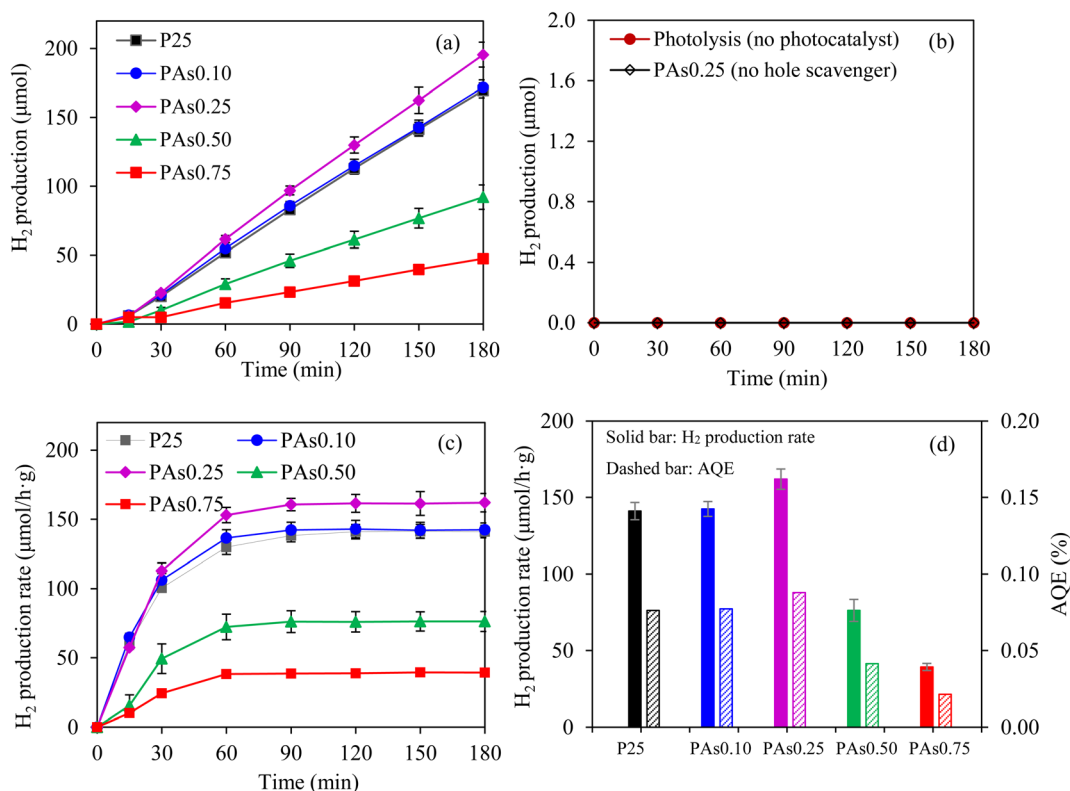 (a)
P25
PAs0.10
PAs0.25
PAs0.50
PAs0.75
200
150
100
50
0
H2 production (μmol)
0 30 60 90 120 150 180
Time (min)
(b)
Photolysis (no photocatalyst)
PAs0.25 (no hole scavenger)
2.0
1.6
1.2
0.8
0.4
0.0
H2 production (μmol)
0 30 60 90 120 150 180
Time (min)
(c)
P25 PAs0.10
PAs0.25 PAs0.50
PAs0.75
200
150
100
50
0
H2 production rate (μmol/h·g)
0 30 60 90 120 150 180
Time (min)
(d)
Solid bar: H2 production rate
Dashed bar: AQE
200
150
100
50
0
H2 production rate (μmol/h·g)
0.20
0.15
0.10
0.05
0.00
AQE (%)
P25 PAs0.10 PAs0.25 PAs0.50 PAs0.75